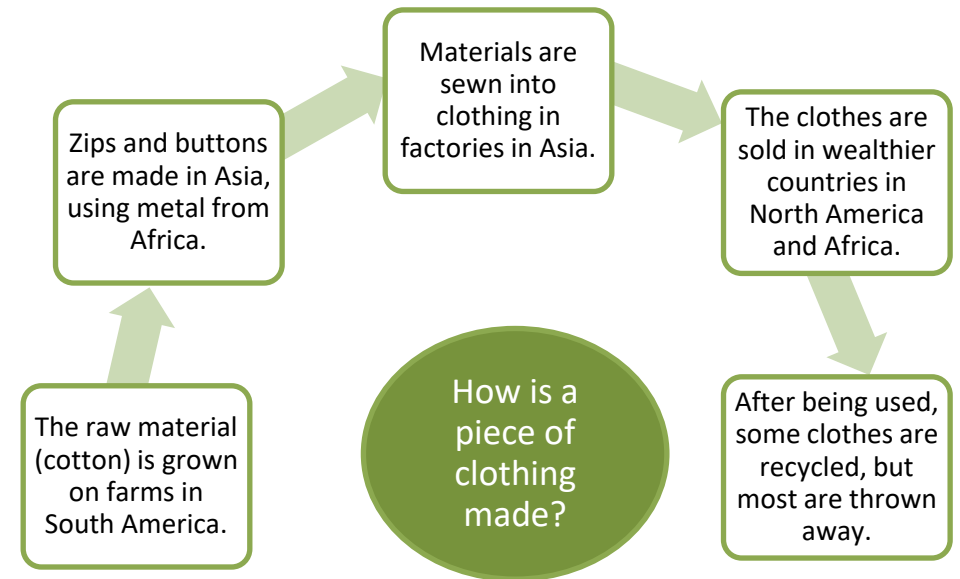 The raw material
(cotton) is grown
on farms in
South America.
Zips and buttons
are made in Asia,
using metal from
Africa.
Materials are
sewn into
clothing in
factories in Asia.
The clothes are
sold in wealthier
countries in
North America
and Africa.
After being used,
some clothes are
recycled, but
most are thrown
away.
How is a
piece of
clothing
made?